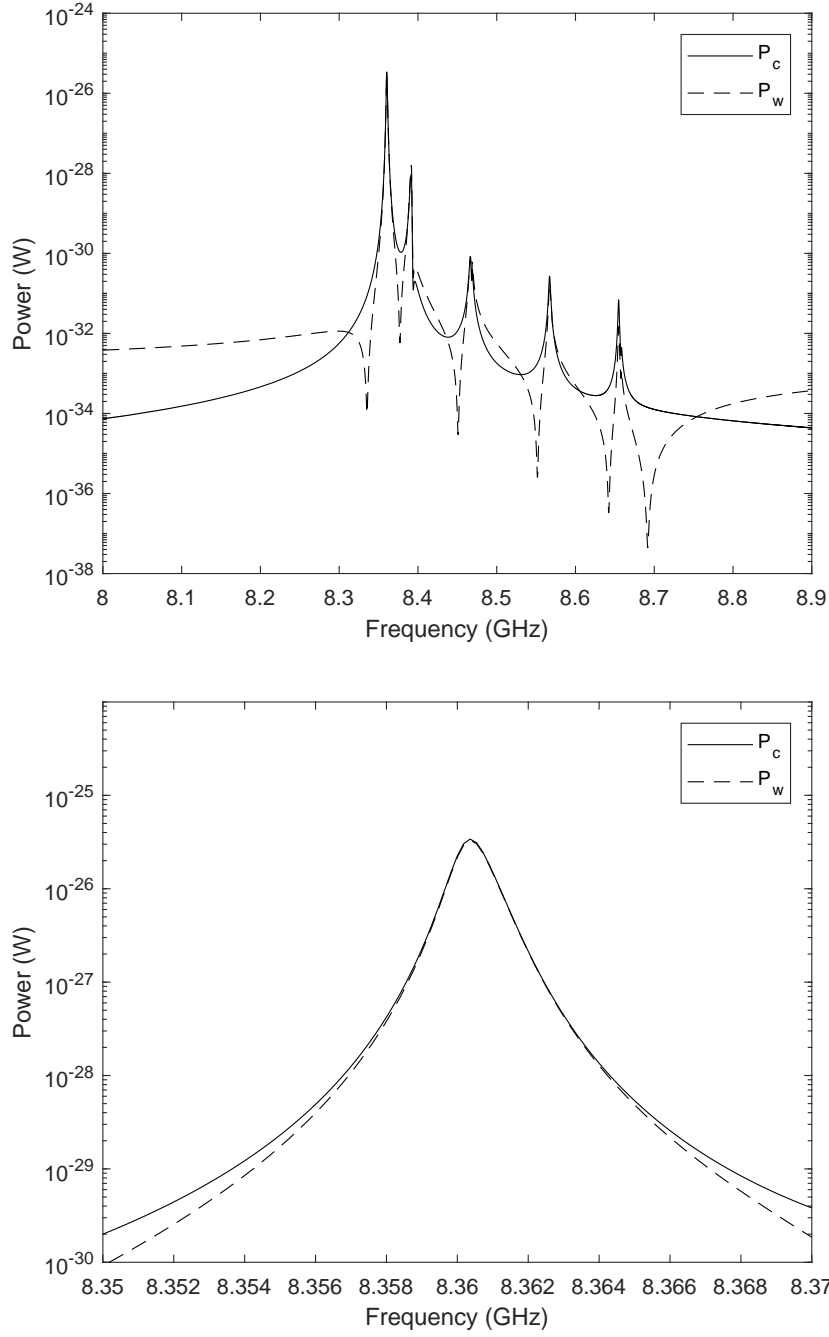 10^-24
10^-26
10^-28
10^-30
10^-32
10^-34
10^-36
10^-38
Power (W)
P_c
P_w
8 8.1 8.2 8.3 8.4 8.5 8.6 8.7 8.8 8.9
Frequency (GHz)
10^-25
10^-26
10^-27
10^-28
10^-29
10^-30
Power (W)
P_c
P_w
8.35 8.352 8.354 8.356 8.358 8.36 8.362 8.364 8.366 8.368 8.37
Frequency (GHz)